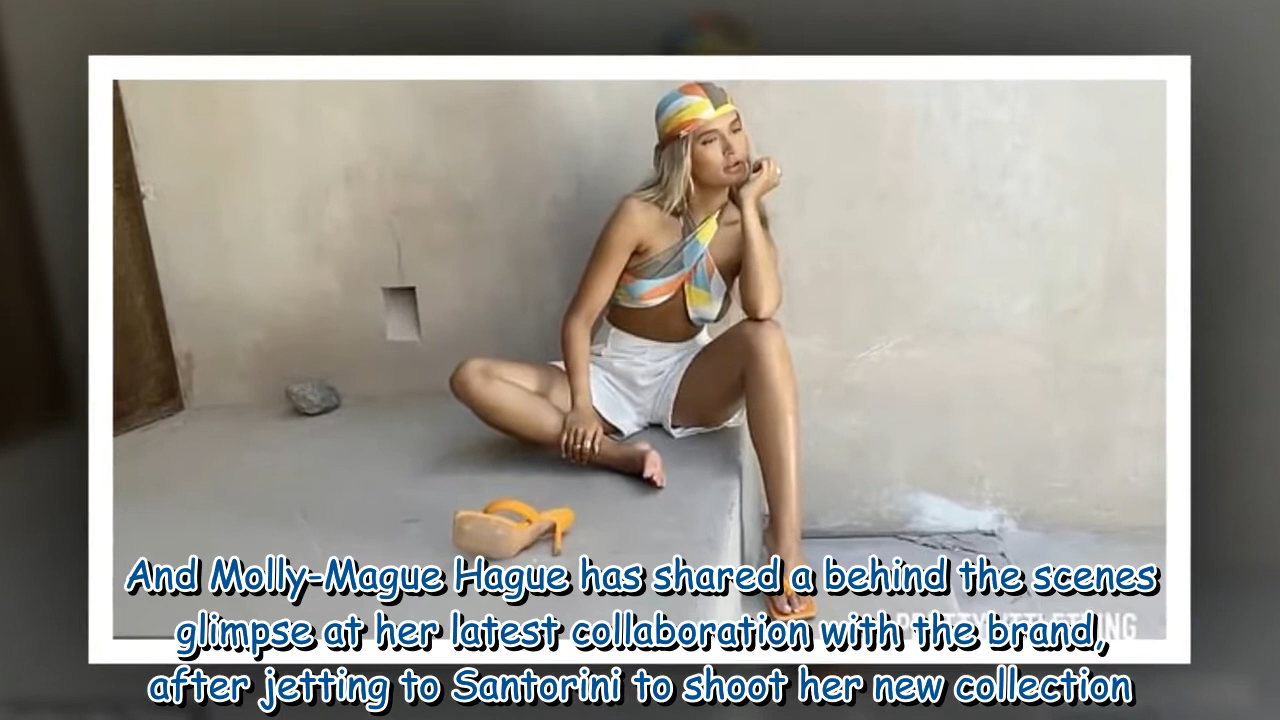 And Molly-Mague Hague has shared a behind the scenes
glimpse at her latest collaboration with the brand,
after jetting to Santorini to shoot her new collection
PRETTYLITTLETHING